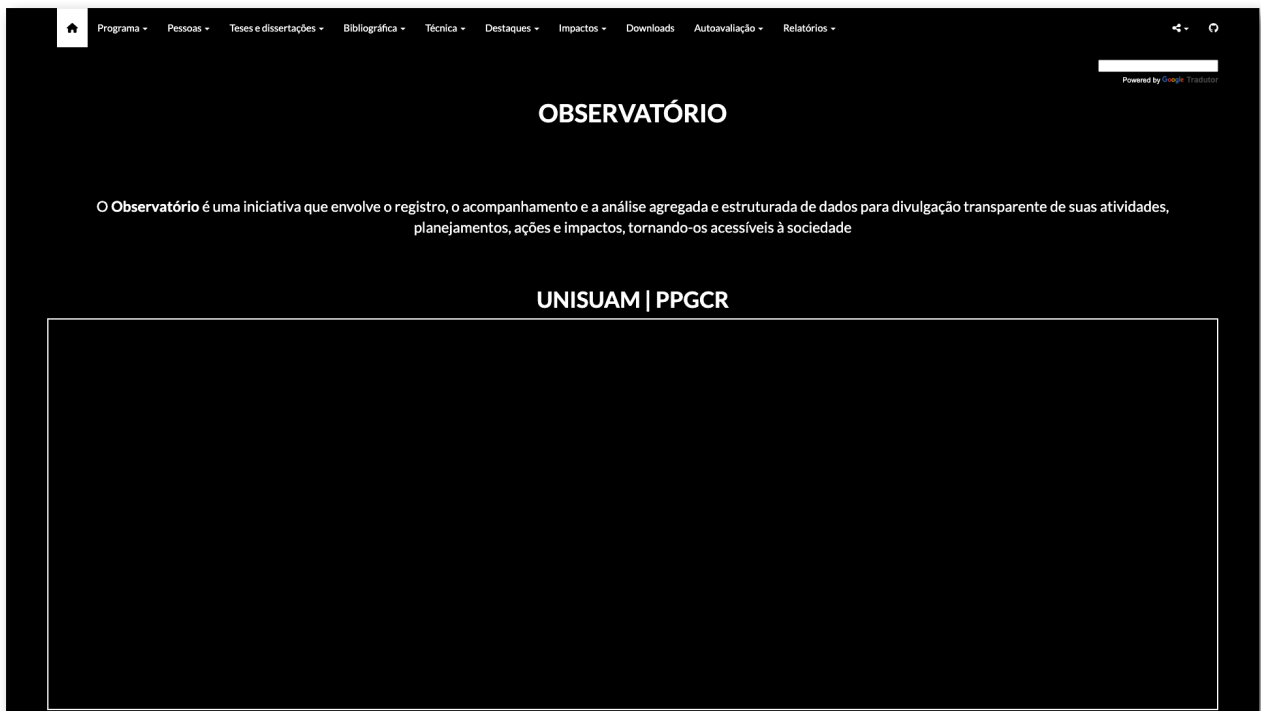 Programa Pessoas Teses e dissertações Bibliográfica Técnica Destaques Impactos Downloads Autoavaliação Relatórios
Powered by Google Tradutor
OBSERVATÓRIO
O Observatório é uma iniciativa que envolve o registro, o acompanhamento e a análise agregada e estruturada de dados para divulgação transparente de suas atividades,
planejamentos, ações e impactos, tornando-os acessíveis à sociedade
UNISUAM | PPGCR